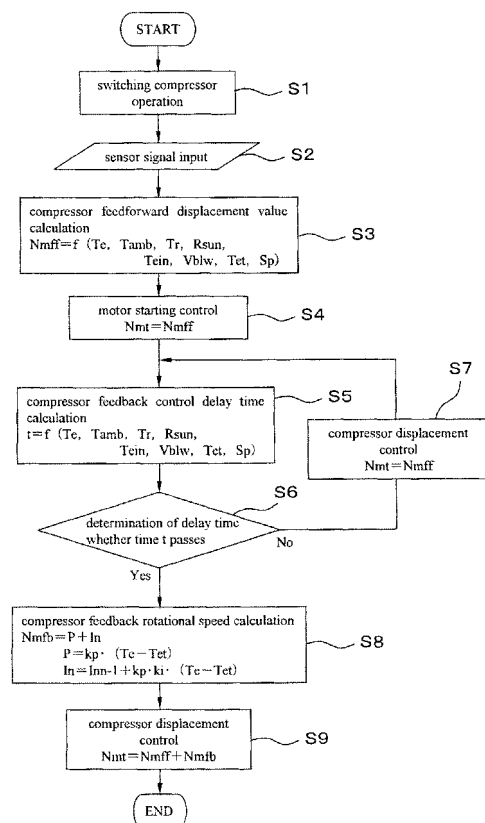 START
switching compressor
operation
S1
sensor signal input
S2
compressor feedforward displacement value
calculation
Nmff=f (Te, Tamb, Tr, Rsun,
Tein, Vblw, Tet, Sp)
S3
motor starting control
Nmt=Nmff
S4
compressor feedback control delay time
calculation
t=f (Te, Tamb, Tr, Rsun,
Tein, Vblw, Tet, Sp)
S5
S7
compressor displacement
control
Nmt=Nmff
S6
determination of delay time
whether time t passes
No
Yes
compressor feedback rotational speed calculation
Nmfb=P+In
P=kp· (Te−Tet)
In=Inn-1+kp·ki· (Te−Tet)
S8
compressor displacement
control
Nmt=Nmff+Nmfb
S9
END